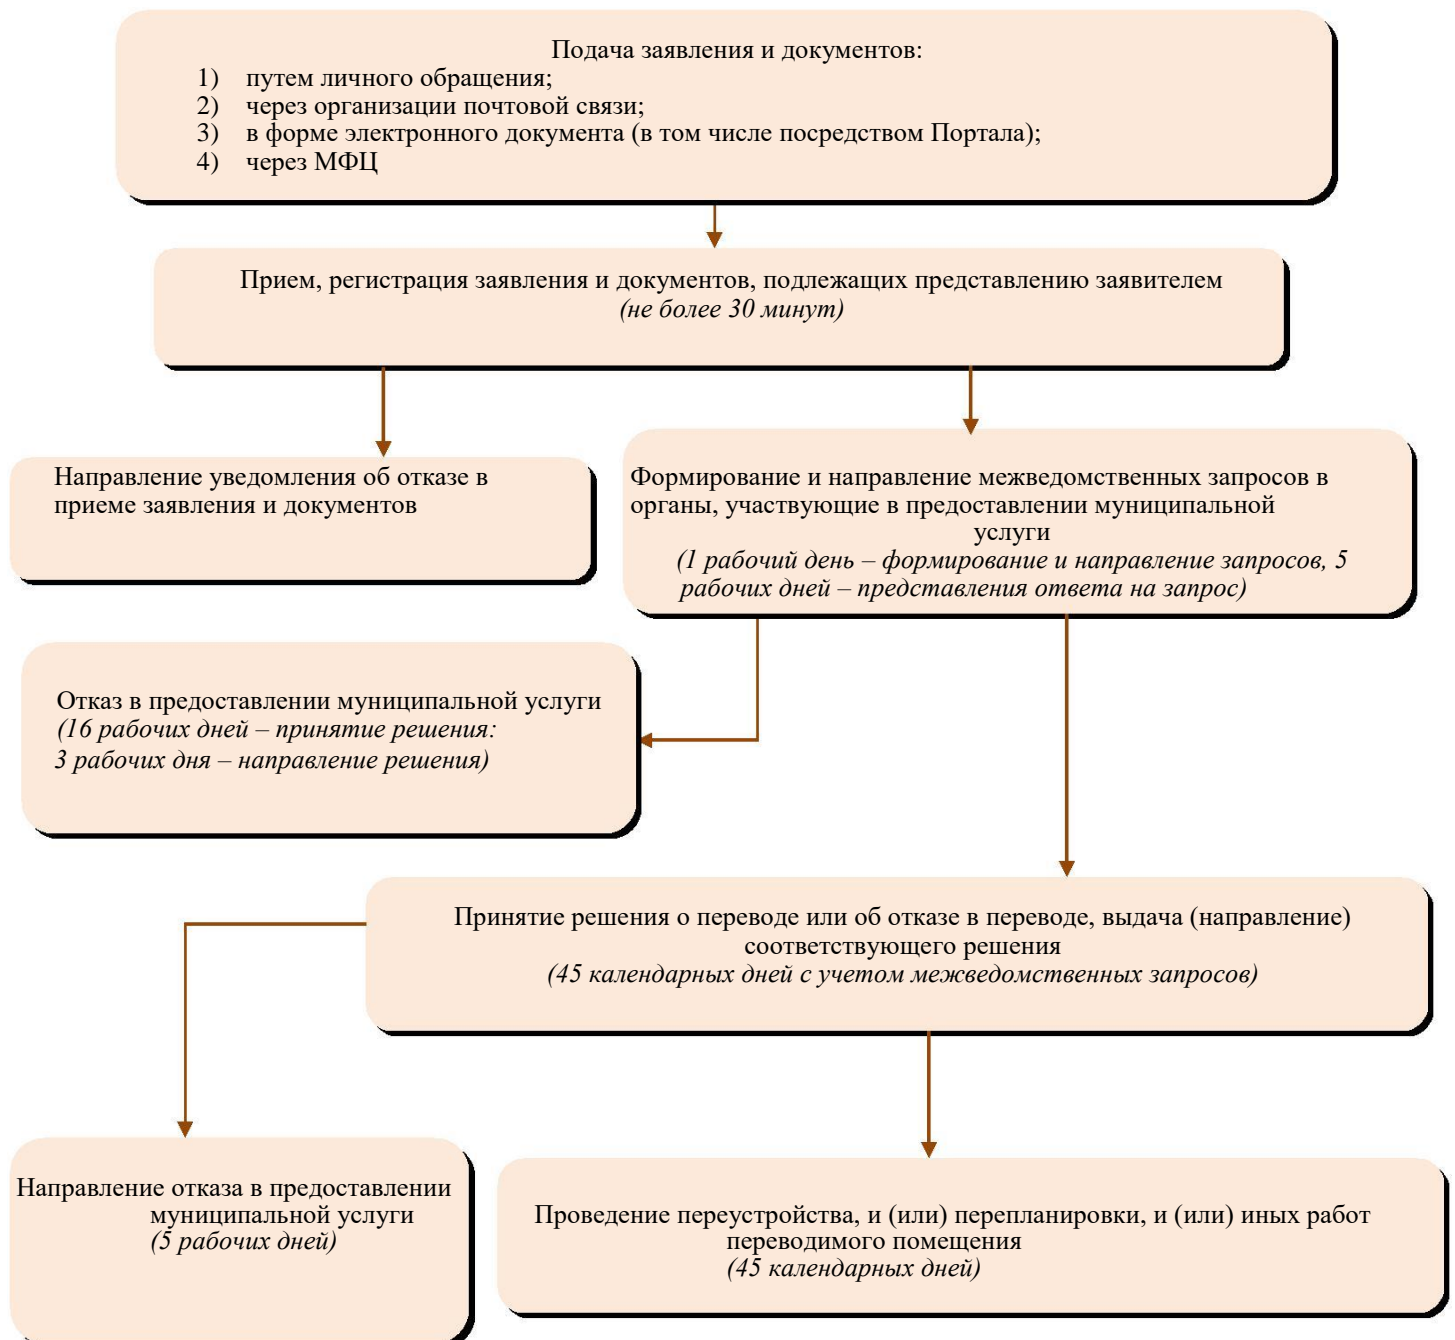 Подача заявления и документов:
1) путем личного обращения;
2) через организации почтовой связи;
3) в форме электронного документа (в том числе посредством Портала);
4) через МФЦ
Прием, регистрация заявления и документов, подлежащих представлению заявителем
(не более 30 минут)
Направление уведомления об отказе в
приеме заявления и документов
Формирование и направление межведомственных запросов в
органы, участвующие в предоставлении муниципальной
услуги
(1 рабочий день – формирование и направление запросов, 5
рабочих дней – представления ответа на запрос)
Отказ в предоставлении муниципальной услуги
(16 рабочих дней – принятие решения:
3 рабочих дня – направление решения)
Принятие решения о переводе или об отказе в переводе, выдача (направление)
соответствующего решения
(45 календарных дней с учетом межведомственных запросов)
Направление отказа в предоставлении
муниципальной услуги
(5 рабочих дней)
Проведение переустройства, и (или) перепланировки, и (или) иных работ
переводимого помещения
(45 календарных дней)